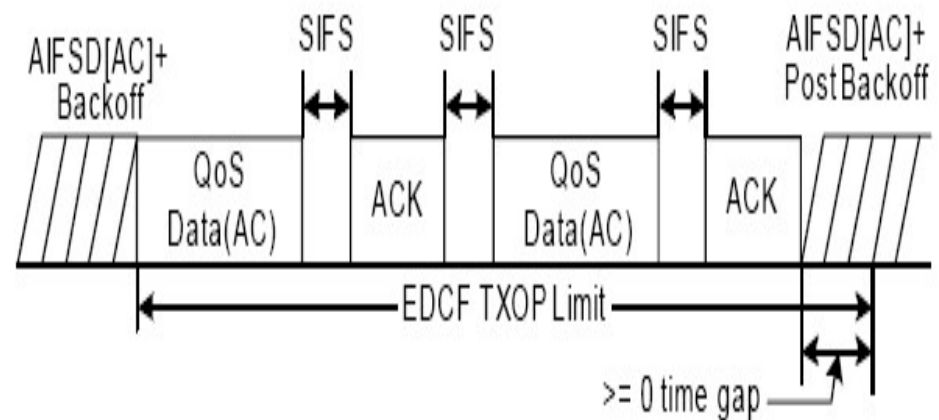 AIFSD[AC]+
Backoff
SIFS
SIFS
SIFS
AIFSD[AC]+
Post Backoff
QoS
Data(AC)
ACK
QoS
Data(AC)
ACK
EDCF TXOP Limit
>= 0 time gap